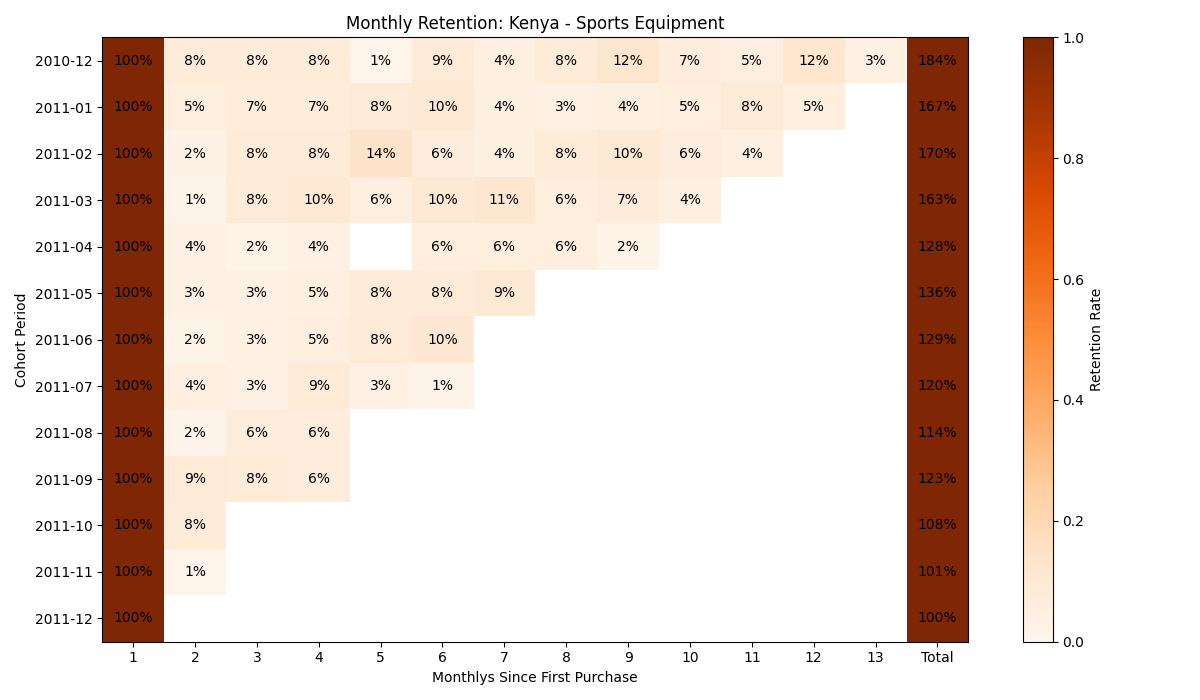 Monthly Retention: Kenya - Sports Equipment
2010-12 100% 8% 8% 8% 1% 9% 4% 8% 12% 7% 5% 12% 3% 184% 1.0
2011-01 100% 5% 7% 7% 8% 10% 4% 3% 4% 5% 8% 5% 167%
2011-02 100% 2% 8% 8% 14% 6% 4% 8% 10% 6% 4% 170% 0.8
2011-03 100% 1% 8% 10% 6% 10% 11% 6% 7% 4% 163%
2011-04 100% 4% 2% 4% 6% 6% 6% 2% 128%
2011-05 100% 3% 3% 5% 8% 8% 9% 136% 0.6
2011-06 100% 2% 3% 5% 8% 10% 129%
2011-07 100% 4% 3% 9% 3% 1% 120% 0.4
2011-08 100% 2% 6% 6% 114%
2011-09 100% 9% 8% 6% 123%
2011-10 100% 8% 108% 0.2
2011-11 100% 1% 101%
2011-12 100% 100% 0.0
1 2 3 4 5 6 7 8 9 10 11 12 13 Total
Monthlys Since First Purchase
Cohort Period
Retention Rate